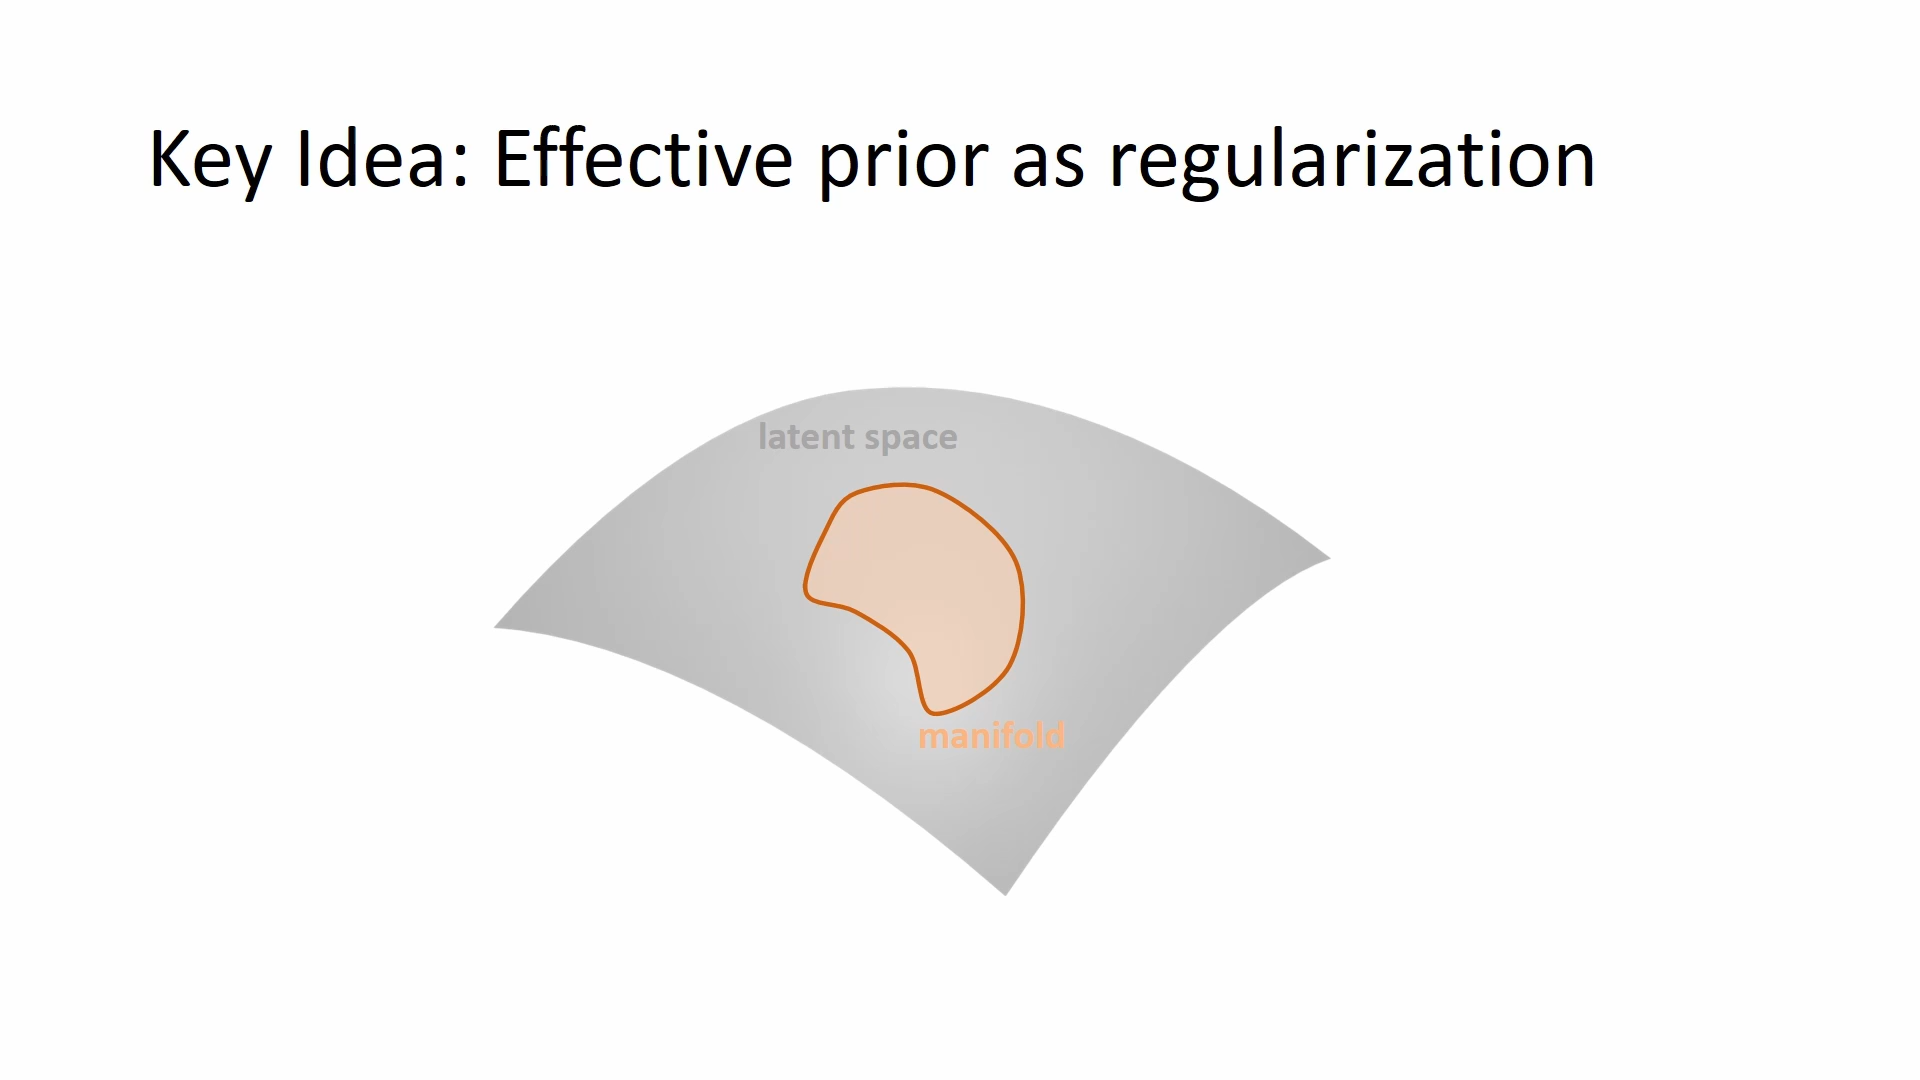 Key Idea: Effective prior as regularization
latent space
manifold